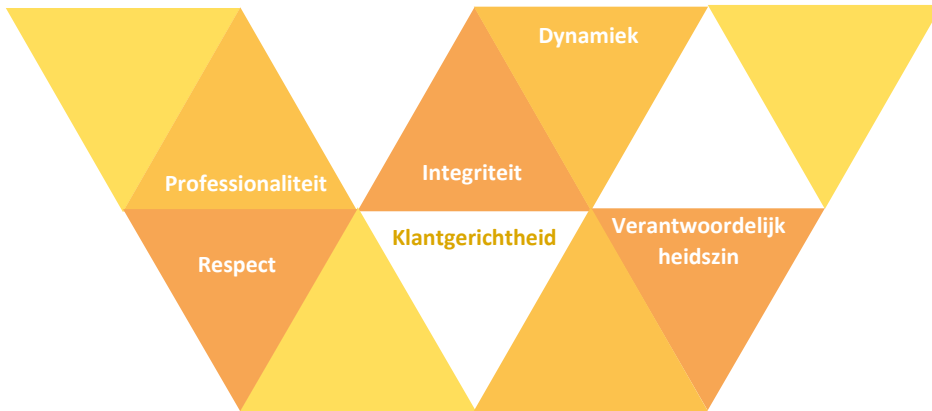 Dynamiek
Professionaliteit
Integriteit
Respect
Klantgerichtheid
Verantwoordelijk
heidszin